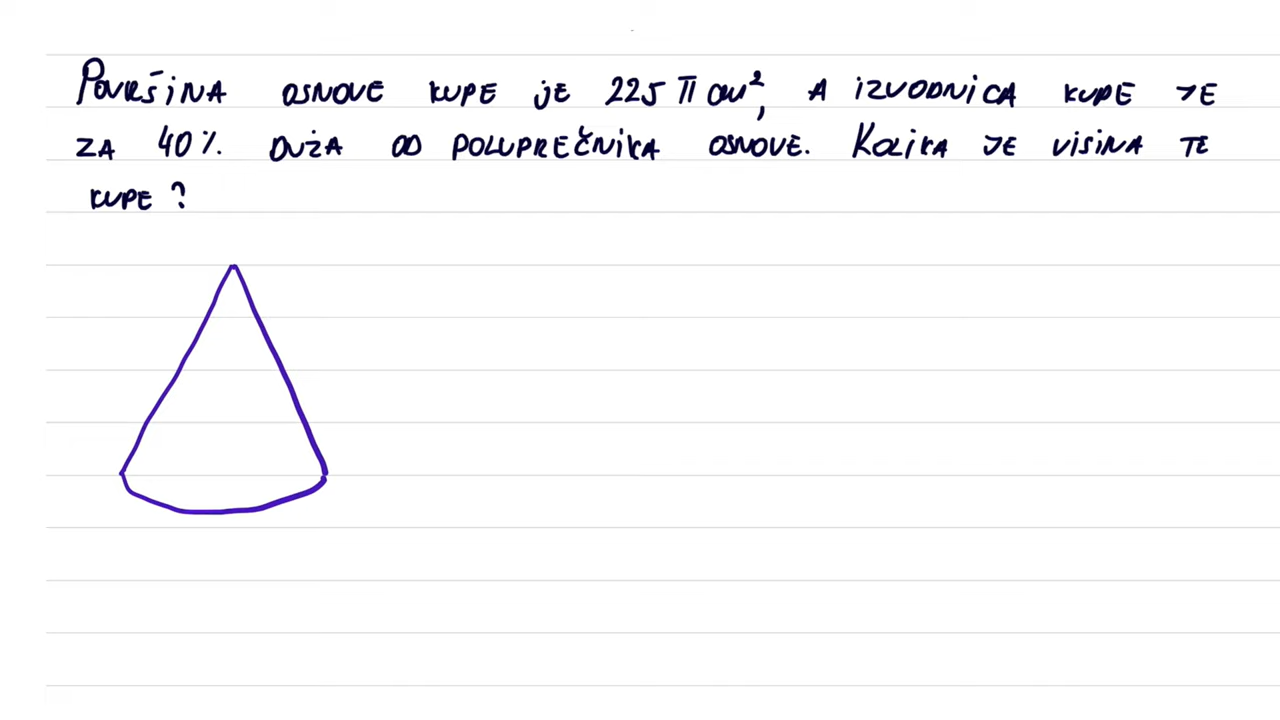 POVRŠINA OSNOVE KUPE JE 225 π cm², A IZVODNICA KUPE JE
ZA 40% DUŽA OD POLUPREČNIKA OSNOVE. KOLIKA JE VISINA TE
KUPE?